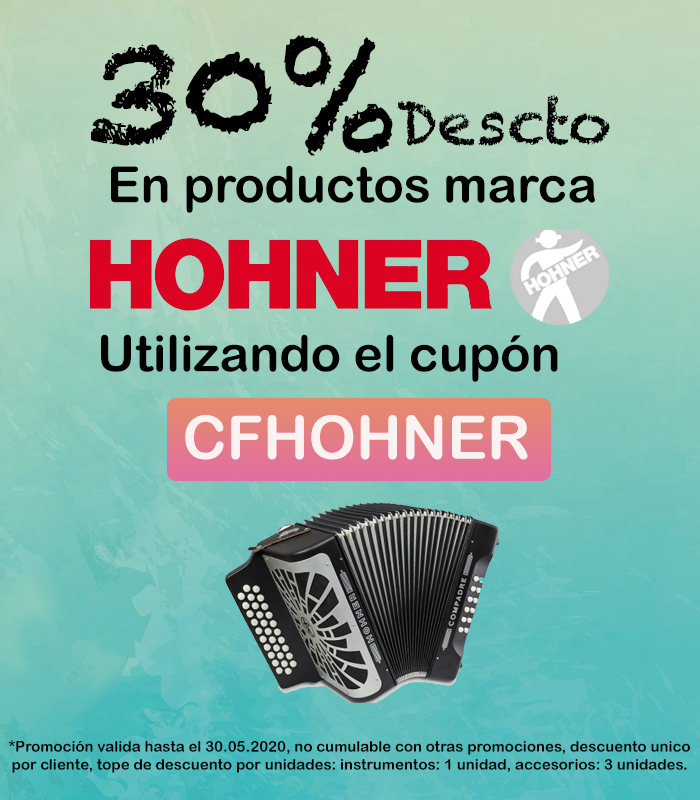 30% Descto
En productos marca
HOHNER
HOHNER
Utilizando el cupón
CFHOHNER
HOHNER
COMPADRE
*Promoción valida hasta el 30.05.2020, no cumulable con otras promociones, descuento unico
por cliente, tope de descuento por unidades: instrumentos: 1 unidad, accesorios: 3 unidades.